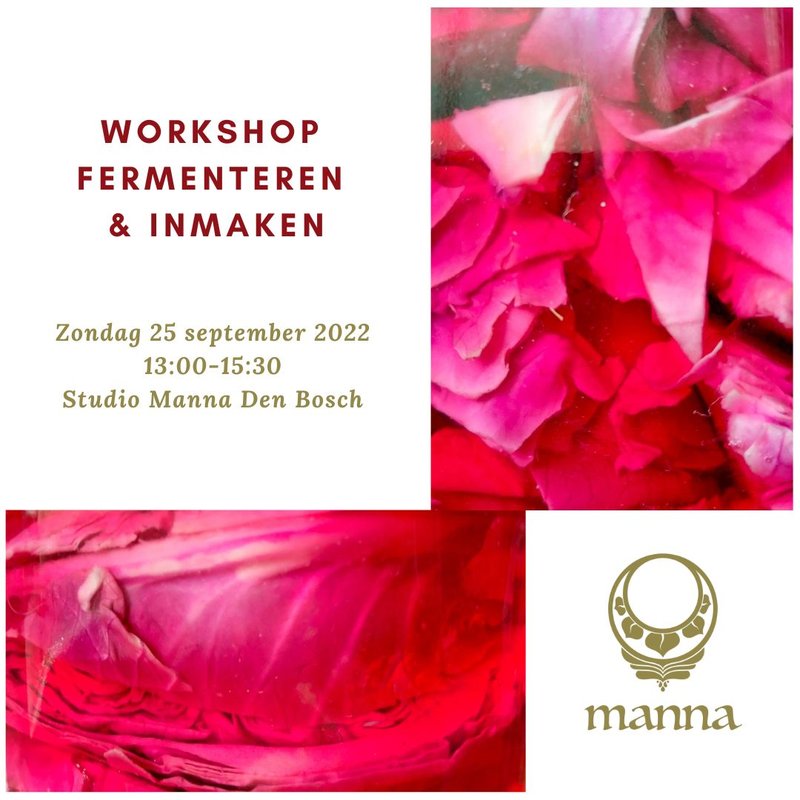 WORKSHOP
FERMENTEREN
& INMAKEN
Zondag 25 september 2022
13:00-15:30
Studio Manna Den Bosch
manna